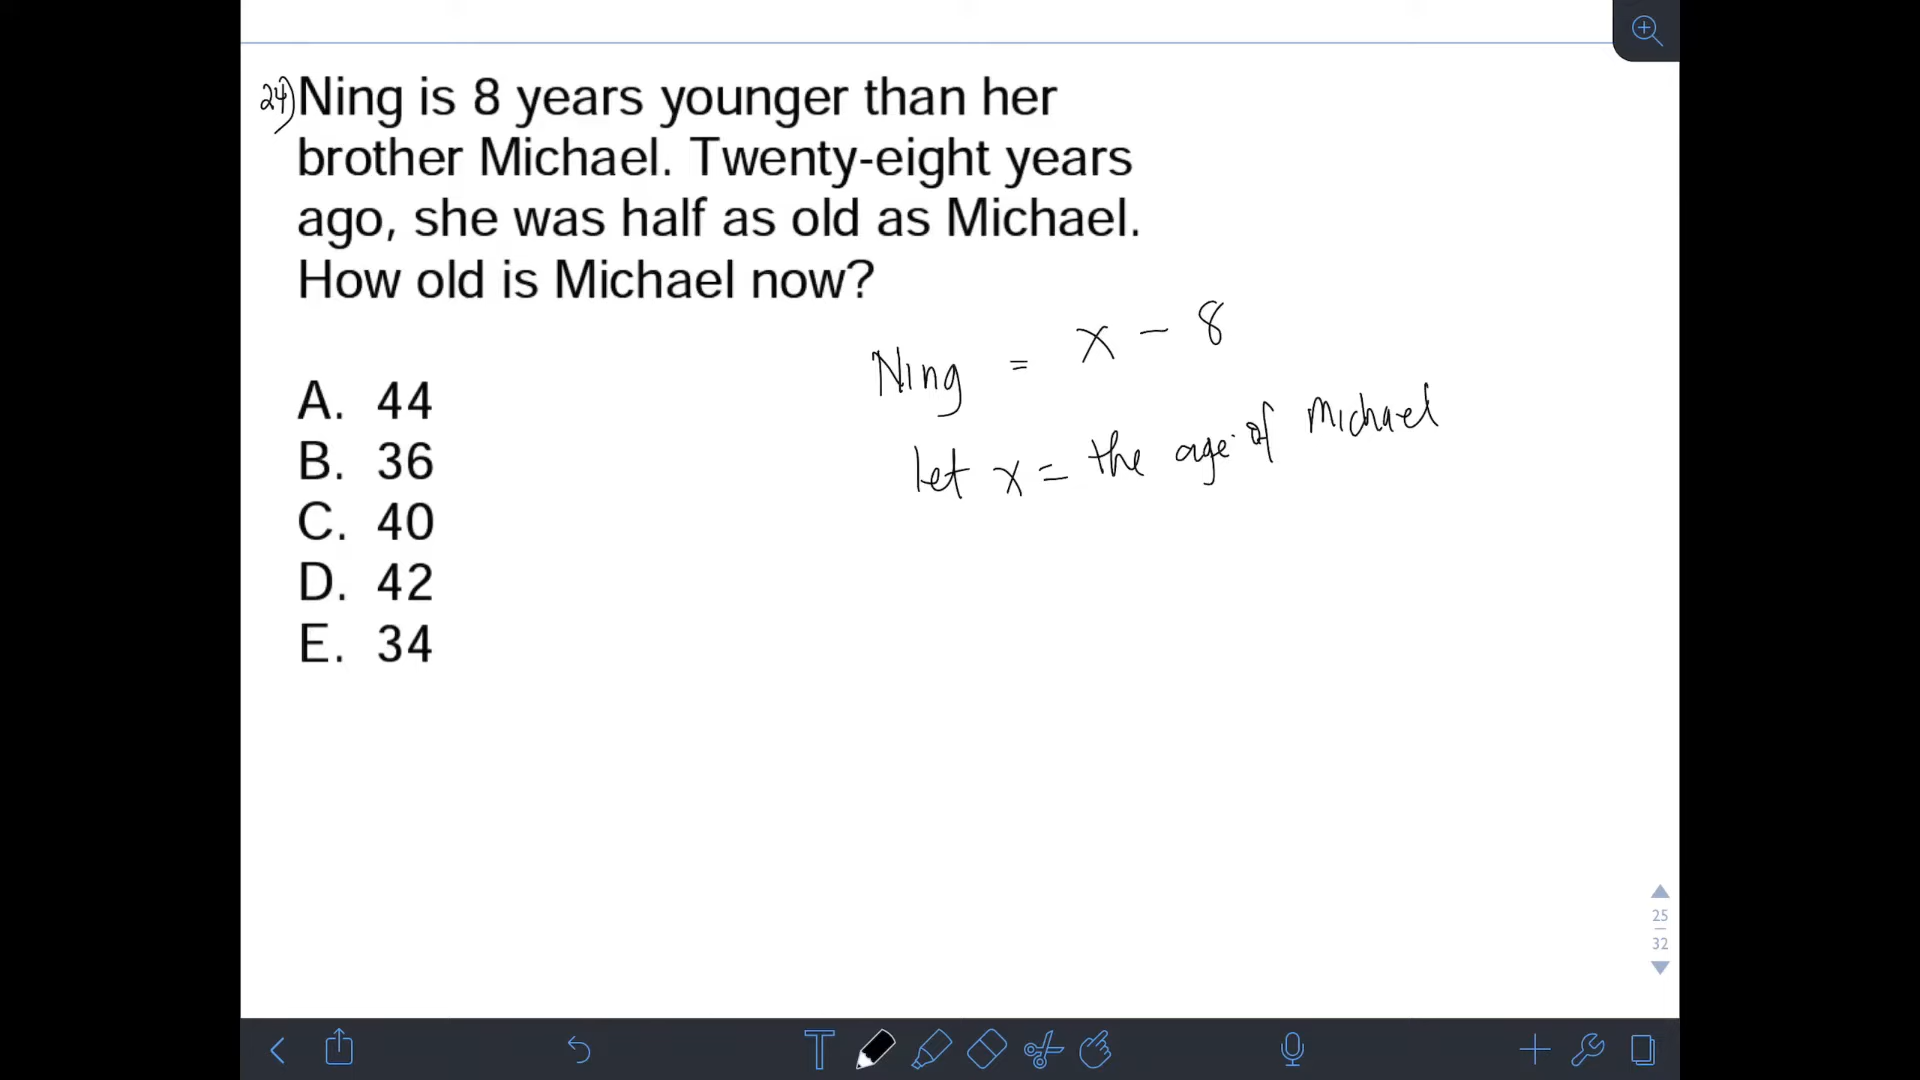 24) Ning is 8 years younger than her
brother Michael. Twenty-eight years
ago, she was half as old as Michael.
How old is Michael now?
Ning = x - 8
let x = the age of Michael
A. 44
B. 36
C. 40
D. 42
E. 34
25
32
T